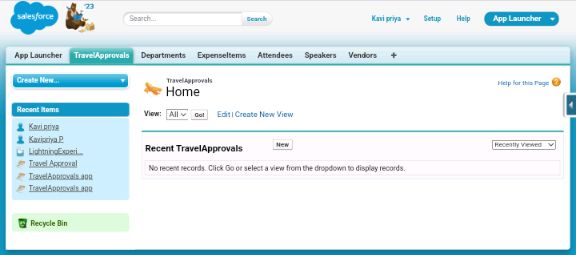 salesforce
'23
Search...
Search
Kavi priya
Setup
Help
App Launcher
App Launcher
TravelApprovals
Departments
ExpenseItems
Attendees
Speakers
Vendors
+
Create New...
Recent Items
Kavi priya
Kavipriya P
LightningExperi...
Travel Approval
TravelApprovals app
TravelApprovals app
Recycle Bin
TravelApprovals
Home
Help for this Page
View:
All
Go!
Edit | Create New View
Recent TravelApprovals
New
Recently Viewed
No recent records. Click Go or select a view from the dropdown to display records.